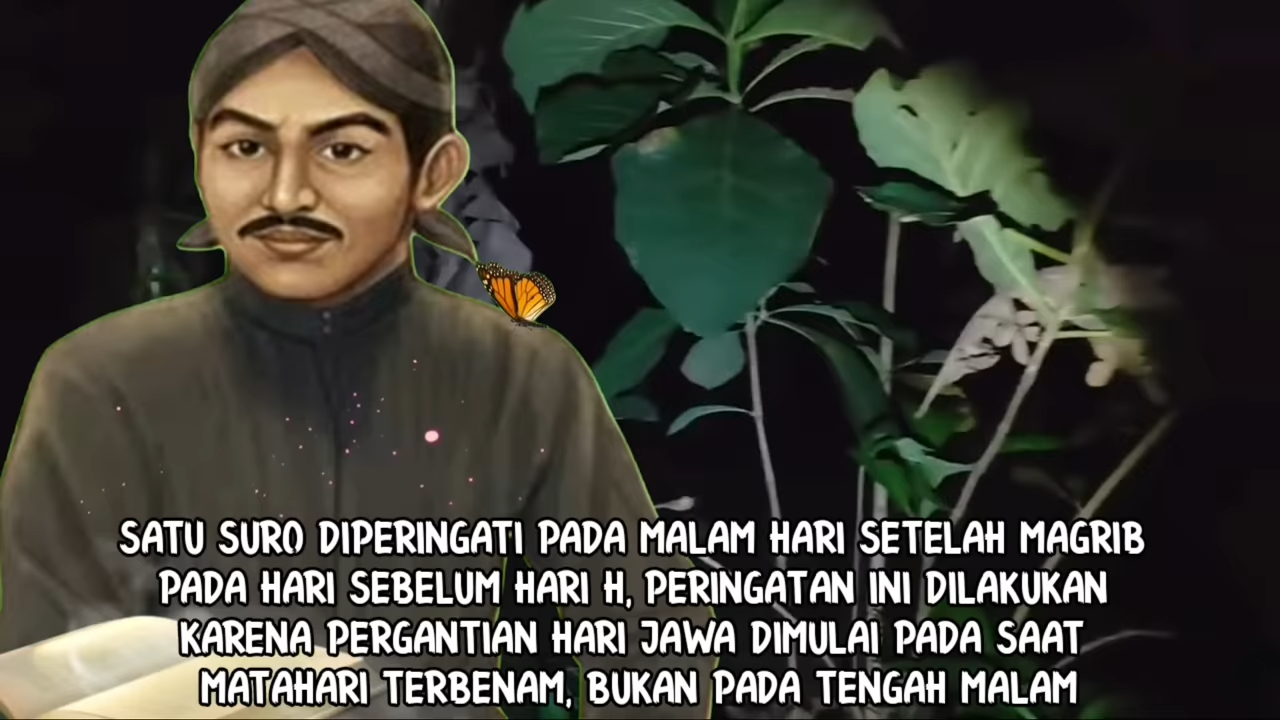 SATU SURO DIPERINGATI PADA MALAM HARI SETELAH MAGRIB
PADA HARI SEBELUM HARI H, PERINGATAN INI DILAKUKAN
KARENA PERGANTIAN HARI JAWA DIMULAI PADA SAAT
MATAHARI TERBENAM, BUKAN PADA TENGAH MALAM